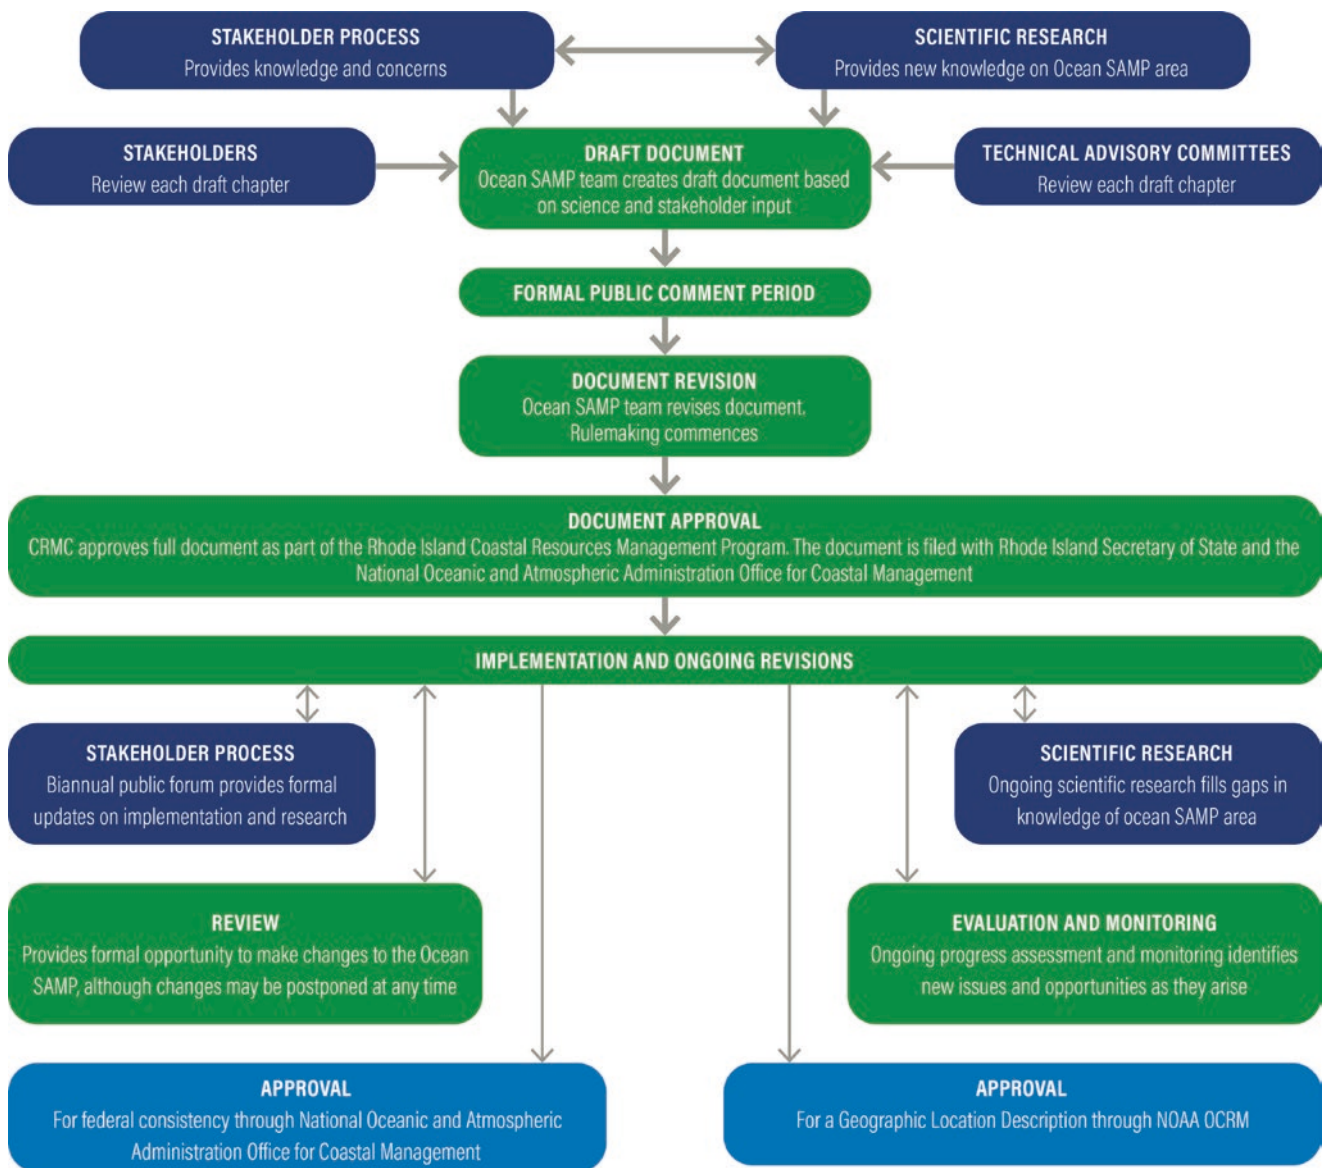 STAKEHOLDER PROCESS
Provides knowledge and concerns
SCIENTIFIC RESEARCH
Provides new knowledge on Ocean SAMP area
STAKEHOLDERS
Review each draft chapter
DRAFT DOCUMENT
Ocean SAMP team creates draft document based
on science and stakeholder input
TECHNICAL ADVISORY COMMITTEES
Review each draft chapter
FORMAL PUBLIC COMMENT PERIOD
DOCUMENT REVISION
Ocean SAMP team revises document.
Rulemaking commences
DOCUMENT APPROVAL
CRMC approves full document as part of the Rhode Island Coastal Resources Management Program. The document is filed with Rhode Island Secretary of State and the
National Oceanic and Atmospheric Administration Office for Coastal Management
IMPLEMENTATION AND ONGOING REVISIONS
STAKEHOLDER PROCESS
Biannual public forum provides formal
updates on implementation and research
SCIENTIFIC RESEARCH
Ongoing scientific research fills gaps in
knowledge of ocean SAMP area
REVIEW
Provides formal opportunity to make changes to the Ocean
SAMP, although changes may be postponed at any time
EVALUATION AND MONITORING
Ongoing progress assessment and monitoring identifies
new issues and opportunities as they arise
APPROVAL
For federal consistency through National Oceanic and Atmospheric
Administration Office for Coastal Management
APPROVAL
For a Geographic Location Description through NOAA OCRM